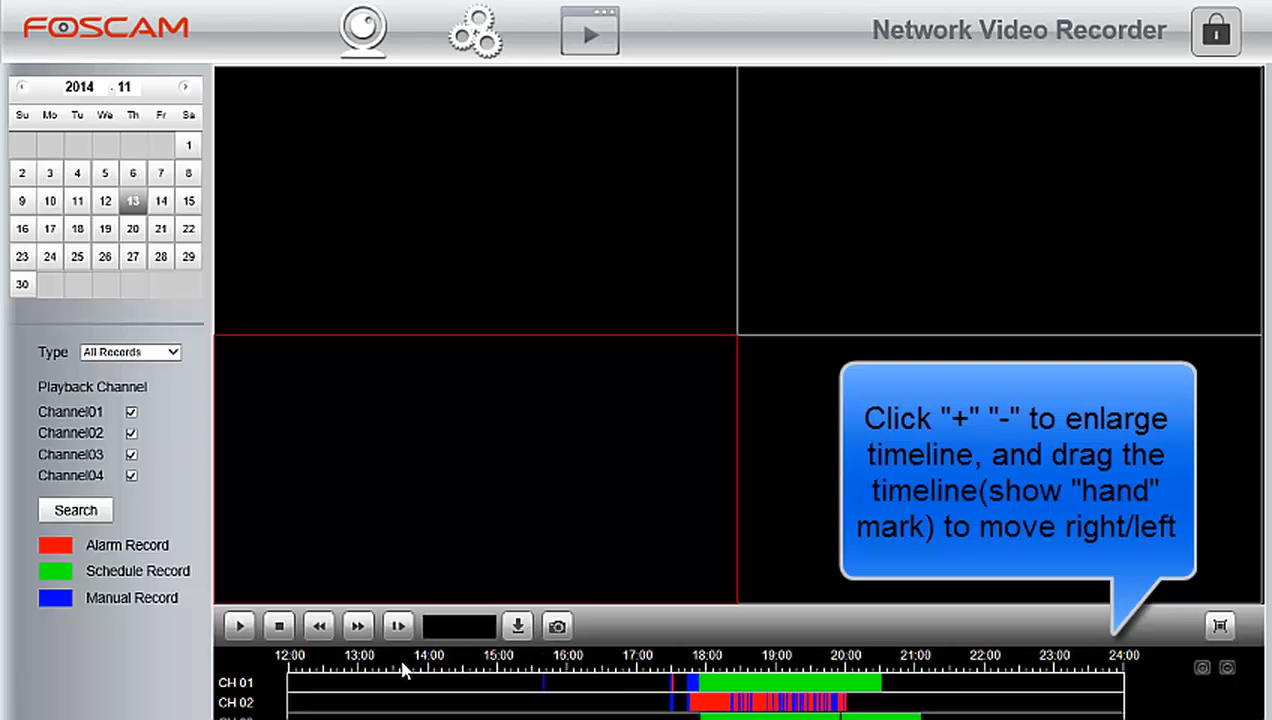 FOSCAM
Network Video Recorder
2014 . 11
Su Mo Tu We Th Fr Sa
1
2 3 4 5 6 7 8
9 10 11 12 13 14 15
16 17 18 19 20 21 22
23 24 25 26 27 28 29
30
Type All Records
Playback Channel
Channel01
Channel02
Channel03
Channel04
Search
Alarm Record
Schedule Record
Manual Record
Click "+" "-" to enlarge
timeline, and drag the
timeline(show "hand"
mark) to move right/left
12:00 13:00 14:00 15:00 16:00 17:00 18:00 19:00 20:00 21:00 22:00 23:00 24:00
CH 01
CH 02